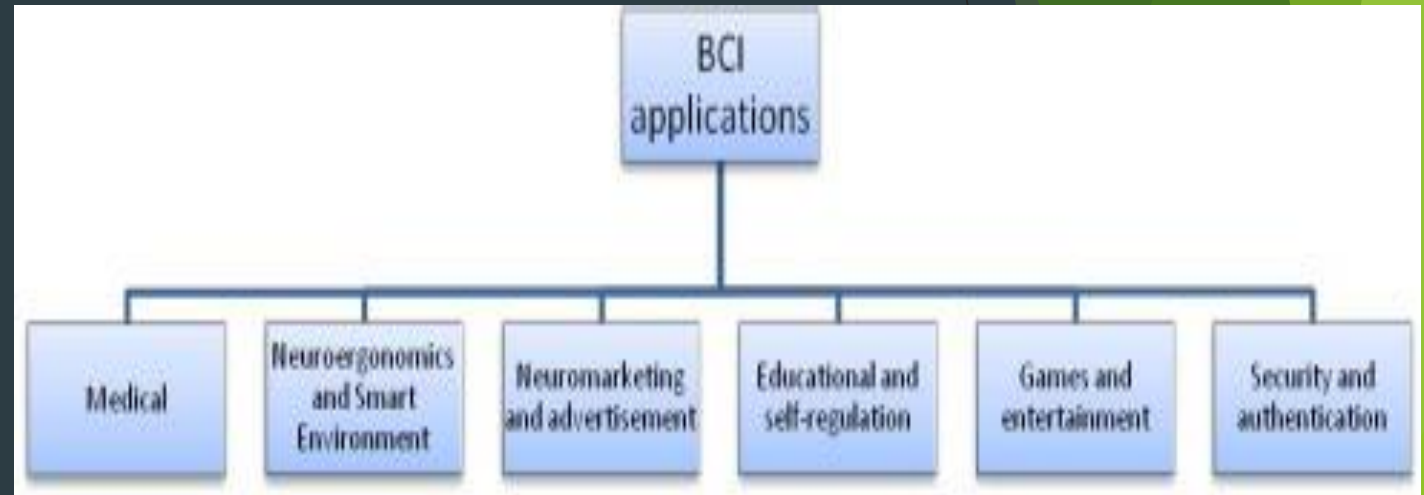 BCI
applications
Medical
Neuroergonomics
and Smart
Environment
Neuromarketing
and advertisement
Educational and
self-regulation
Games and
entertainment
Security and
authentication